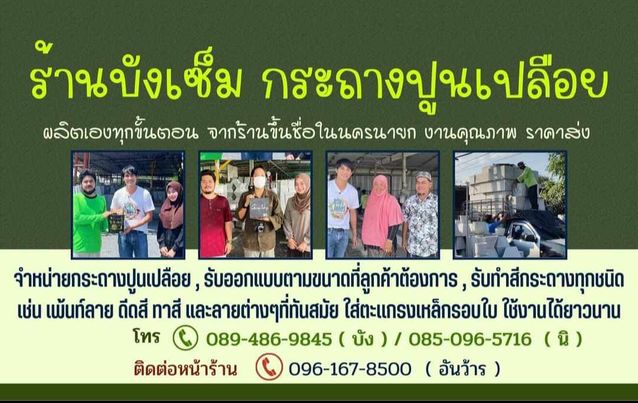 ร้านบังเซ็ม กระถางปูนเปลือย
ผลิตเองทุกขั้นตอน จากร้านขึ้นชื่อในนครนายก งานคุณภาพ ราคาส่ง
จำหน่ายกระถางปูนเปลือย , รับออกแบบตามขนาดที่ลูกค้าต้องการ , รับทำสีกระถางทุกชนิด
เช่น เพ้นท์ลาย ดีดสี ทาสี และลายต่างๆที่ทันสมัย ใส่ตะแกรงเหล็กรอบใบ ใช้งานได้ยาวนาน
โทร 089-486-9845 ( บัง ) / 085-096-5716 ( นิ )
ติดต่อหน้าร้าน 096-167-8500 ( อันว้าร )